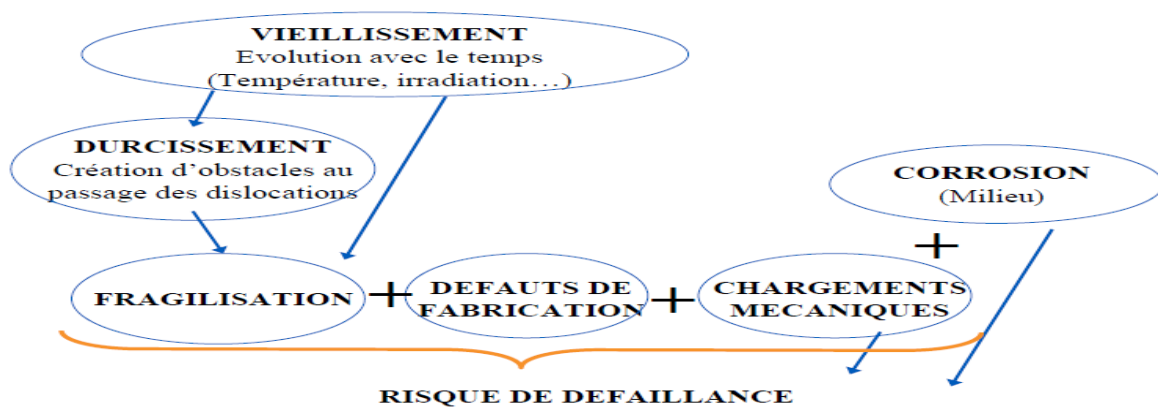 VIEILLISSEMENT
Evolution avec le temps
(Température, irradiation…)
DURCISSEMENT
Création d'obstacles au
passage des dislocations
CORROSION
(Milieu)
+
FRAGILISATION
+
DEFAUTS DE
FABRICATION
+
CHARGEMENTS
MECANIQUES
RISQUE DE DEFAILLANCE